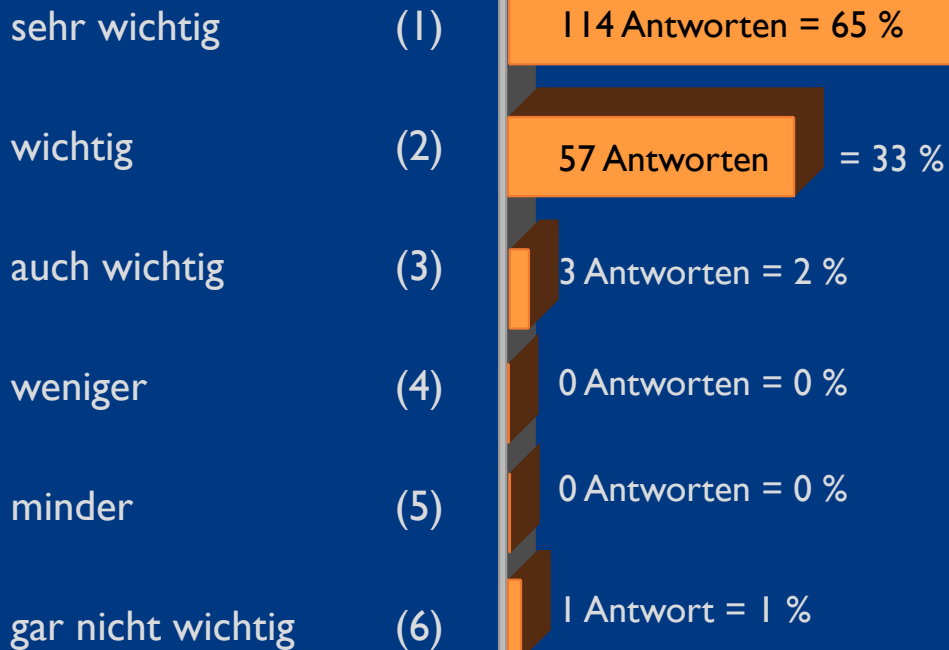 sehr wichtig (1) 114 Antworten = 65 %
wichtig (2) 57 Antworten = 33 %
auch wichtig (3) 3 Antworten = 2 %
weniger (4) 0 Antworten = 0 %
minder (5) 0 Antworten = 0 %
gar nicht wichtig (6) 1 Antwort = 1 %